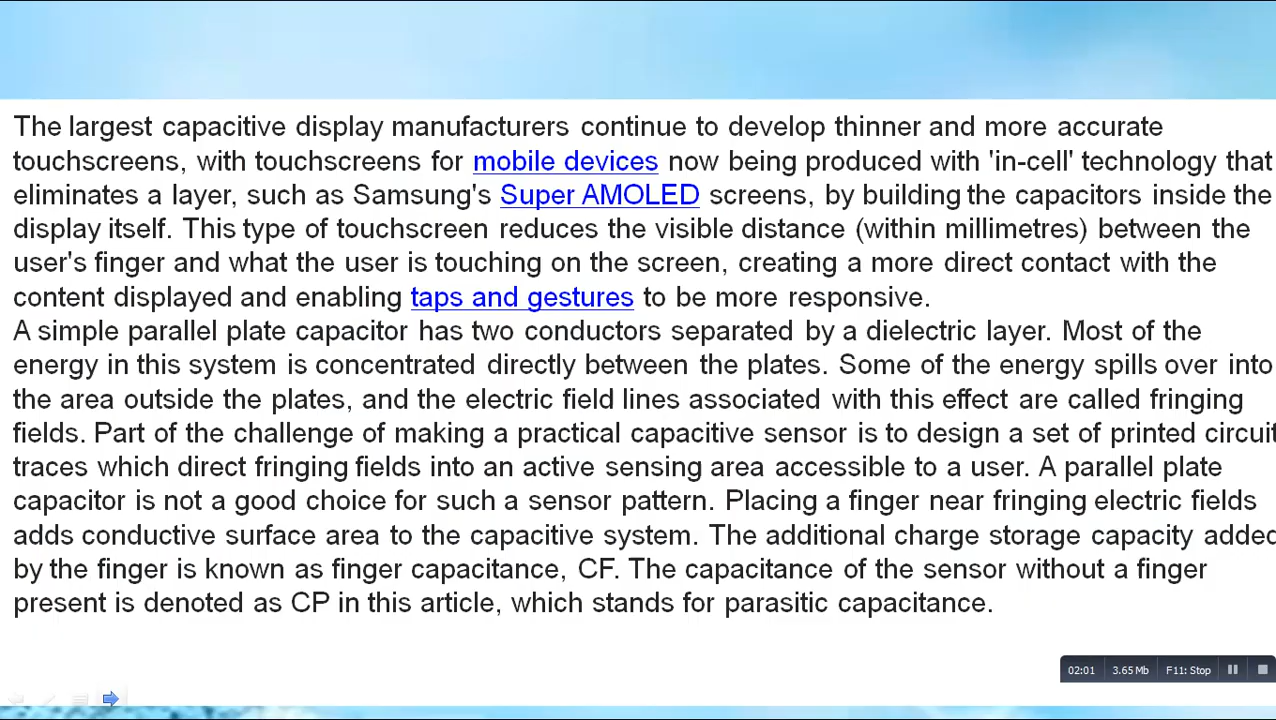 The largest capacitive display manufacturers continue to develop thinner and more accurate
touchscreens, with touchscreens for mobile devices now being produced with 'in-cell' technology that
eliminates a layer, such as Samsung's Super AMOLED screens, by building the capacitors inside the
display itself. This type of touchscreen reduces the visible distance (within millimetres) between the
user's finger and what the user is touching on the screen, creating a more direct contact with the
content displayed and enabling taps and gestures to be more responsive.
A simple parallel plate capacitor has two conductors separated by a dielectric layer. Most of the
energy in this system is concentrated directly between the plates. Some of the energy spills over into
the area outside the plates, and the electric field lines associated with this effect are called fringing
fields. Part of the challenge of making a practical capacitive sensor is to design a set of printed circuit
traces which direct fringing fields into an active sensing area accessible to a user. A parallel plate
capacitor is not a good choice for such a sensor pattern. Placing a finger near fringing electric fields
adds conductive surface area to the capacitive system. The additional charge storage capacity added
by the finger is known as finger capacitance, CF. The capacitance of the sensor without a finger
present is denoted as CP in this article, which stands for parasitic capacitance.
02:01 3.65 Mb F11: Stop